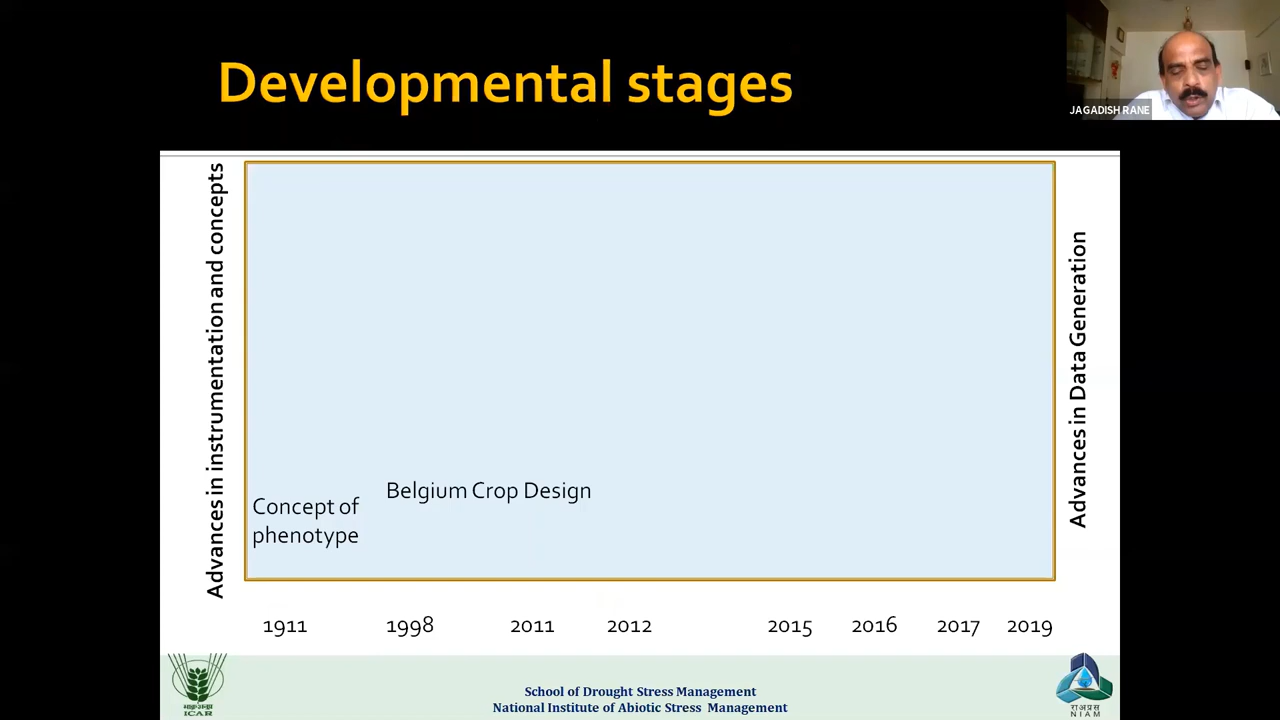 Developmental stages
JAGADISH RANE
Advances in instrumentation and concepts
Advances in Data Generation
Belgium Crop Design
Concept of
phenotype
1911 1998 2011 2012 2015 2016 2017 2019
School of Drought Stress Management
National Institute of Abiotic Stress Management
ICAR
NIAM